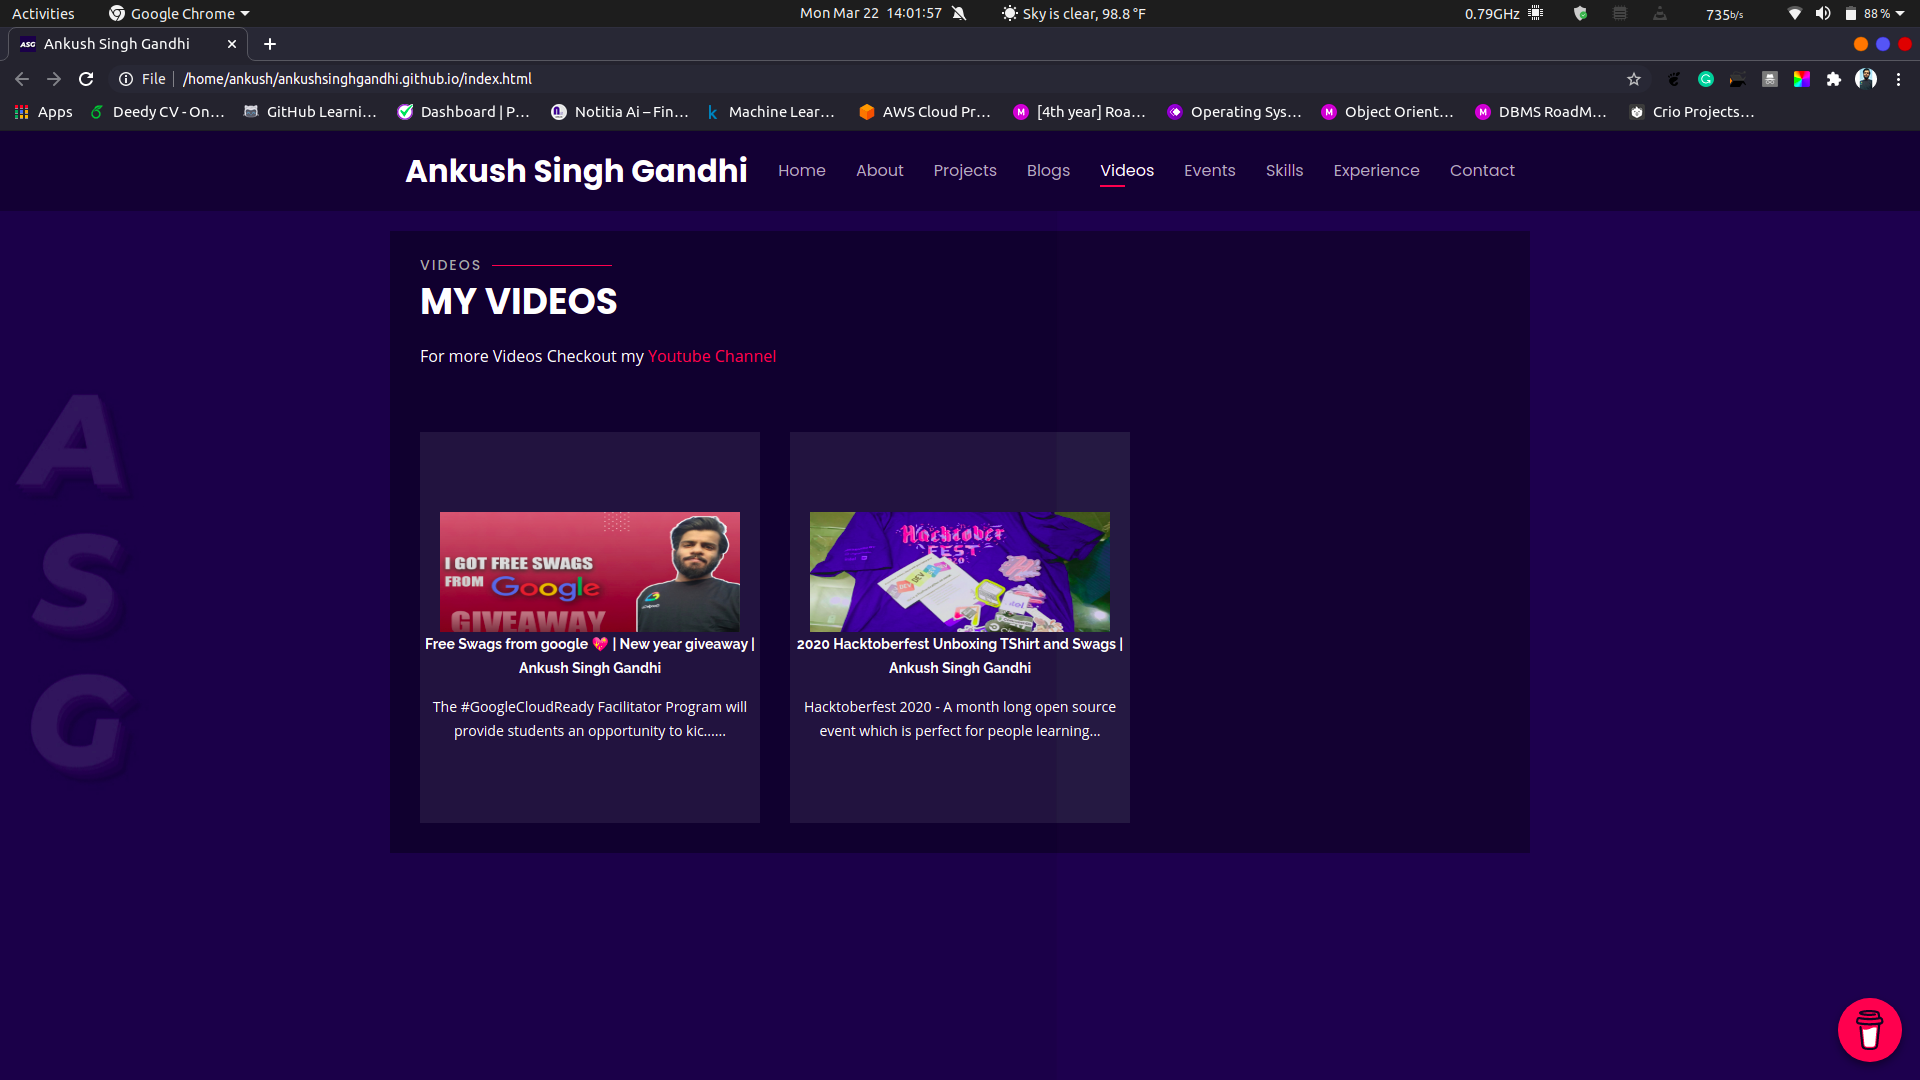 Activities Google Chrome Mon Mar 22 14:01:57 Sky is clear, 98.8 °F 0.79GHz 735b/s 88 %
ASG Ankush Singh Gandhi
File /home/ankush/ankushsinghgandhi.github.io/index.html
Apps Deedy CV - On... GitHub Learni... Dashboard | P... Notitia Ai – Fin... Machine Lear... AWS Cloud Pr... [4th year] Roa... Operating Sys... Object Orient... DBMS RoadM... Crio Projects...
Ankush Singh Gandhi Home About Projects Blogs Videos Events Skills Experience Contact
VIDEOS
MY VIDEOS
For more Videos Checkout my Youtube Channel
A
S
G
I GOT FREE SWAGS
FROM Google
GIVEAWAY
Free Swags from google 💖 | New year giveaway |
Ankush Singh Gandhi
The #GoogleCloudReady Facilitator Program will
provide students an opportunity to kic......
Hacktober
FEST
DEV
2020 Hacktoberfest Unboxing TShirt and Swags |
Ankush Singh Gandhi
Hacktoberfest 2020 - A month long open source
event which is perfect for people learning...